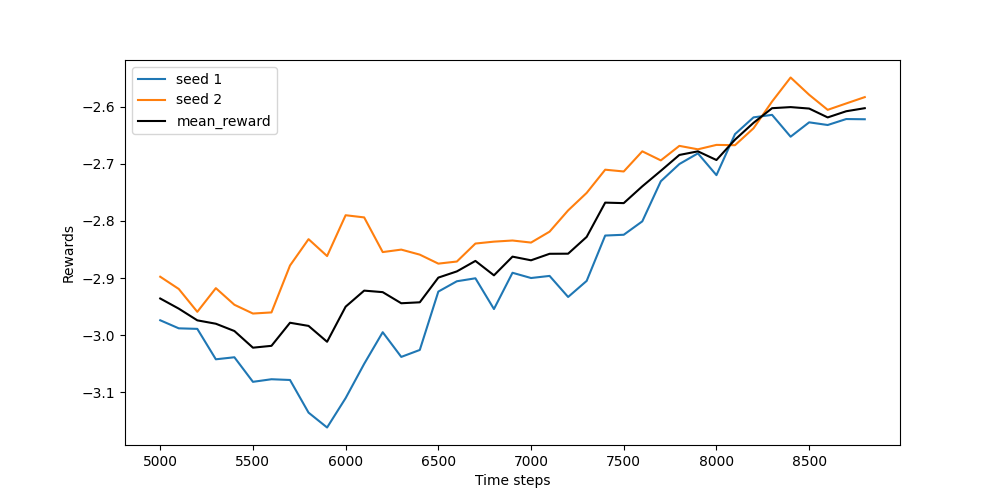 seed 1
seed 2
mean_reward
Rewards
−2.6
−2.7
−2.8
−2.9
−3.0
−3.1
5000 5500 6000 6500 7000 7500 8000 8500
Time steps